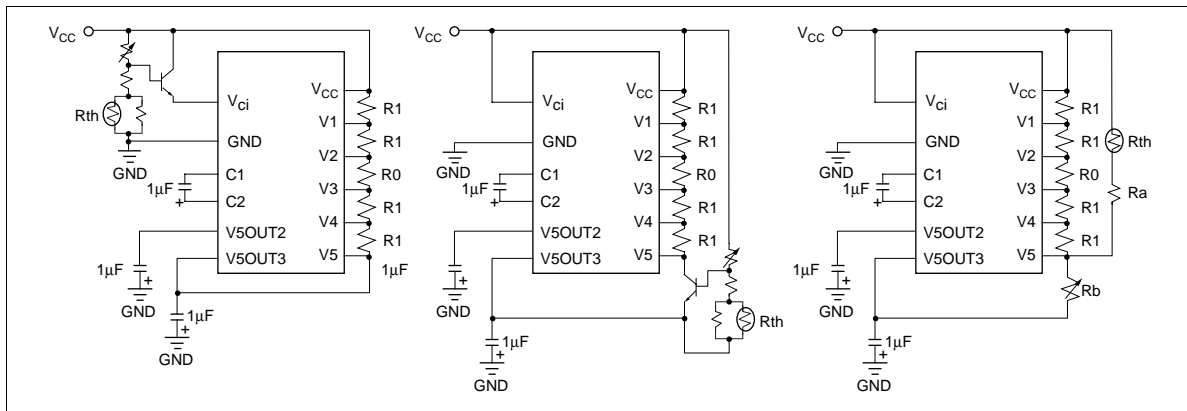 VCC
Rth
GND
1μF
+
1μF
+
GND
1μF
+
GND
Vci
GND
C1
C2
V5OUT2
V5OUT3
VCC
V1
V2
V3
V4
V5
R1
R1
R0
R1
R1
1μF
VCC
GND
1μF
+
+
GND
1μF
+
GND
Vci
GND
C1
C2
V5OUT2
V5OUT3
VCC
V1
V2
V3
V4
V5
R1
R1
R0
R1
R1
Rth
VCC
GND
1μF
+
1μF
+
GND
1μF
+
GND
Vci
GND
C1
C2
V5OUT2
V5OUT3
VCC
V1
V2
V3
V4
V5
R1
R1
R0
R1
R1
Rth
Ra
Rb